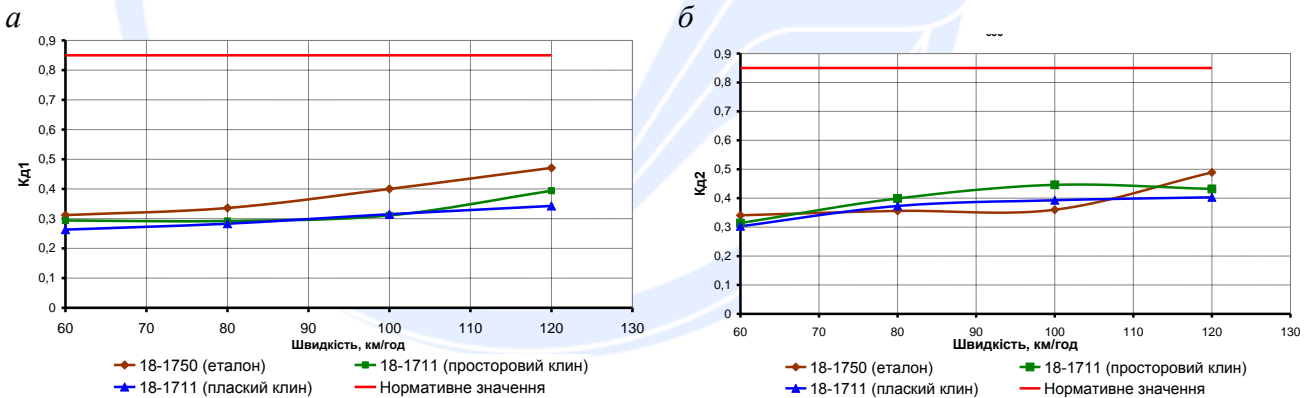 а
0,9
0,8
0,7
0,6
0,5
0,4
0,3
0,2
0,1
0
Кд1
60 70 80 90 100 110 120 130
Швидкість, км/год
18-1750 (еталон) 18-1711 (просторовий клин)
18-1711 (плаский клин) Нормативне значення
б
0,9
0,8
0,7
0,6
0,5
0,4
0,3
0,2
0,1
0
Кд2
60 70 80 90 100 110 120 130
Швидкість, км/год
18-1750 (еталон) 18-1711 (просторовий клин)
18-1711 (плаский клин) Нормативне значення